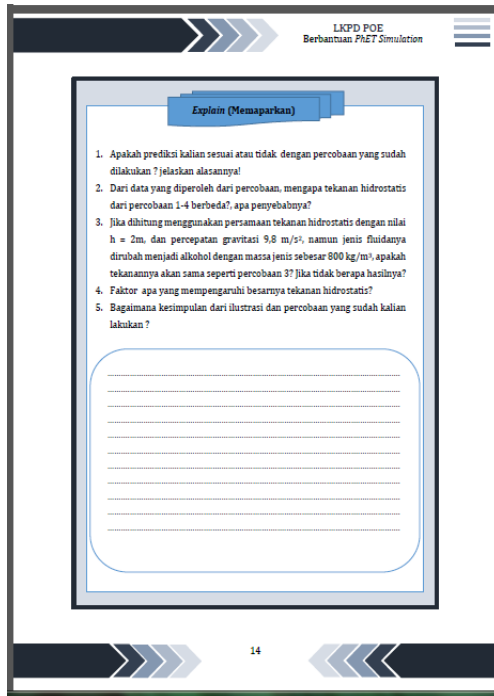 LKPD POE
Berbantuan PhET Simulation
Explain (Memaparkan)
1. Apakah prediksi kalian sesuai atau tidak dengan percobaan yang sudah
dilakukan ? jelaskan alasannya!
2. Dari data yang diperoleh dari percobaan, mengapa tekanan hidrostatis
dari percobaan 1-4 berbeda?, apa penyebabnya?
3. Jika dihitung menggunakan persamaan tekanan hidrostatis dengan nilai
h = 2m, dan percepatan gravitasi 9,8 m/s², namun jenis fluidanya
dirubah menjadi alkohol dengan massa jenis sebesar 800 kg/m³, apakah
tekanannya akan sama seperti percobaan 3? Jika tidak berapa hasilnya?
4. Faktor apa yang mempengaruhi besarnya tekanan hidrostatis?
5. Bagaimana kesimpulan dari ilustrasi dan percobaan yang sudah kalian
lakukan ?
14